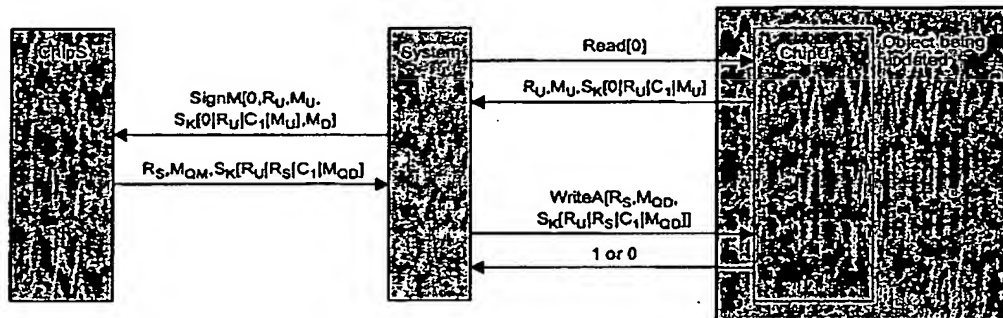 ChipS
System
ChipU
Object being
updated
Read[0]
R_U,M_U,S_K[0|R_U|C_1|M_U]
SignM[0,R_U,M_U,
S_K[0|R_U|C_1|M_U],M_D]
R_S,M_QM,S_K[R_U|R_S|C_1|M_QD]
WriteA[R_S,M_QD,
S_K[R_U|R_S|C_1|M_QD]]
1 or 0